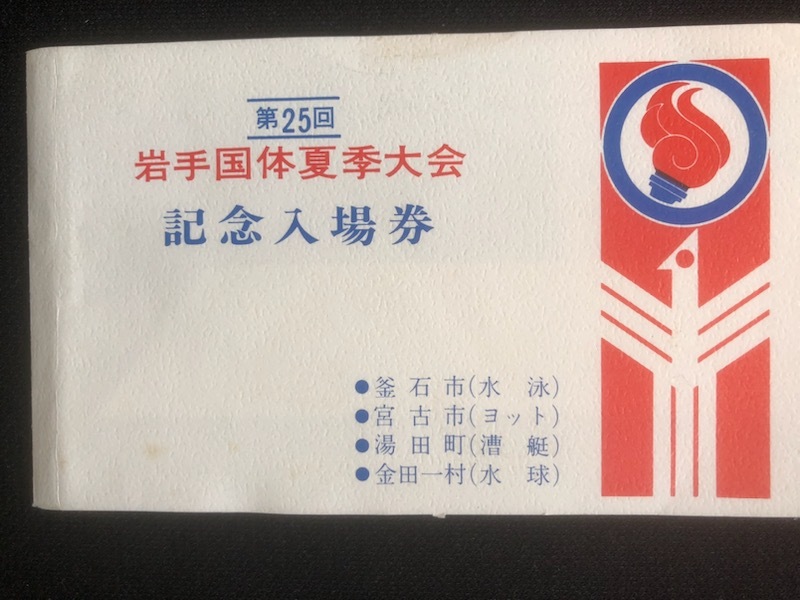 第25回
岩手国体夏季大会
記念入場券
●釜石市(水泳)
●宮古市(ヨット)
●湯田町(漕艇)
●金田一村(水球)